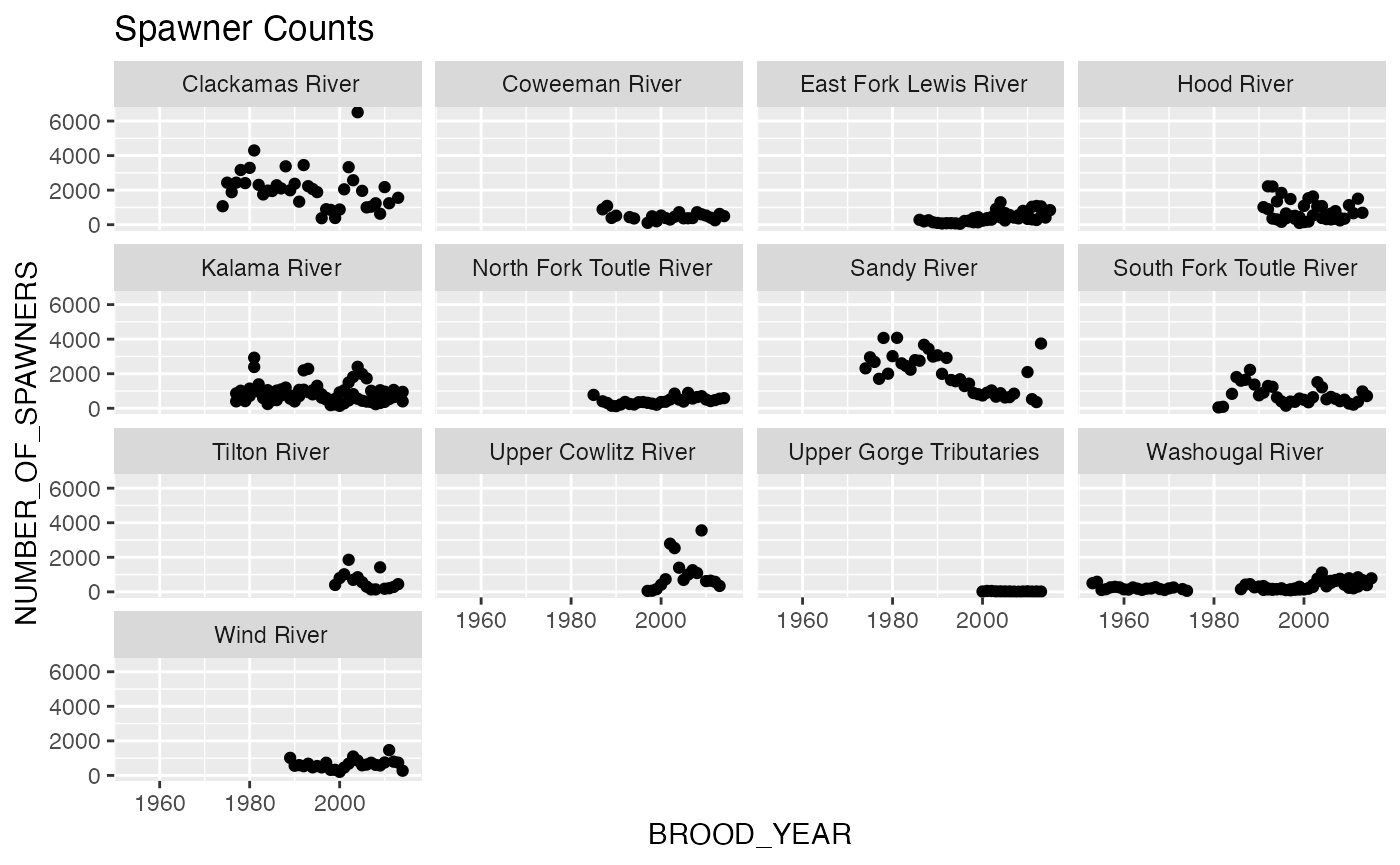 Spawner Counts
Clackamas River
Coweeman River
East Fork Lewis River
Hood River
6000
4000
2000
0
Kalama River
North Fork Toutle River
Sandy River
South Fork Toutle River
6000
4000
2000
0
Tilton River
Upper Cowlitz River
Upper Gorge Tributaries
Washougal River
6000
4000
2000
0
1960 1980 2000
1960 1980 2000
1960 1980 2000
Wind River
6000
4000
2000
0
1960 1980 2000
NUMBER_OF_SPAWNERS
BROOD_YEAR